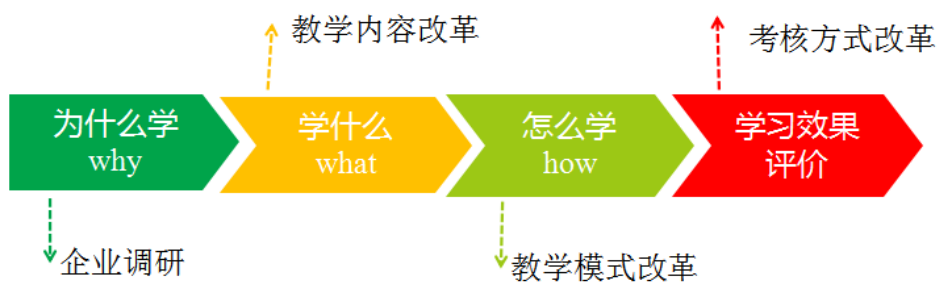 教学内容改革
考核方式改革
为什么学
why
学什么
what
怎么学
how
学习效果
评价
企业调研
教学模式改革